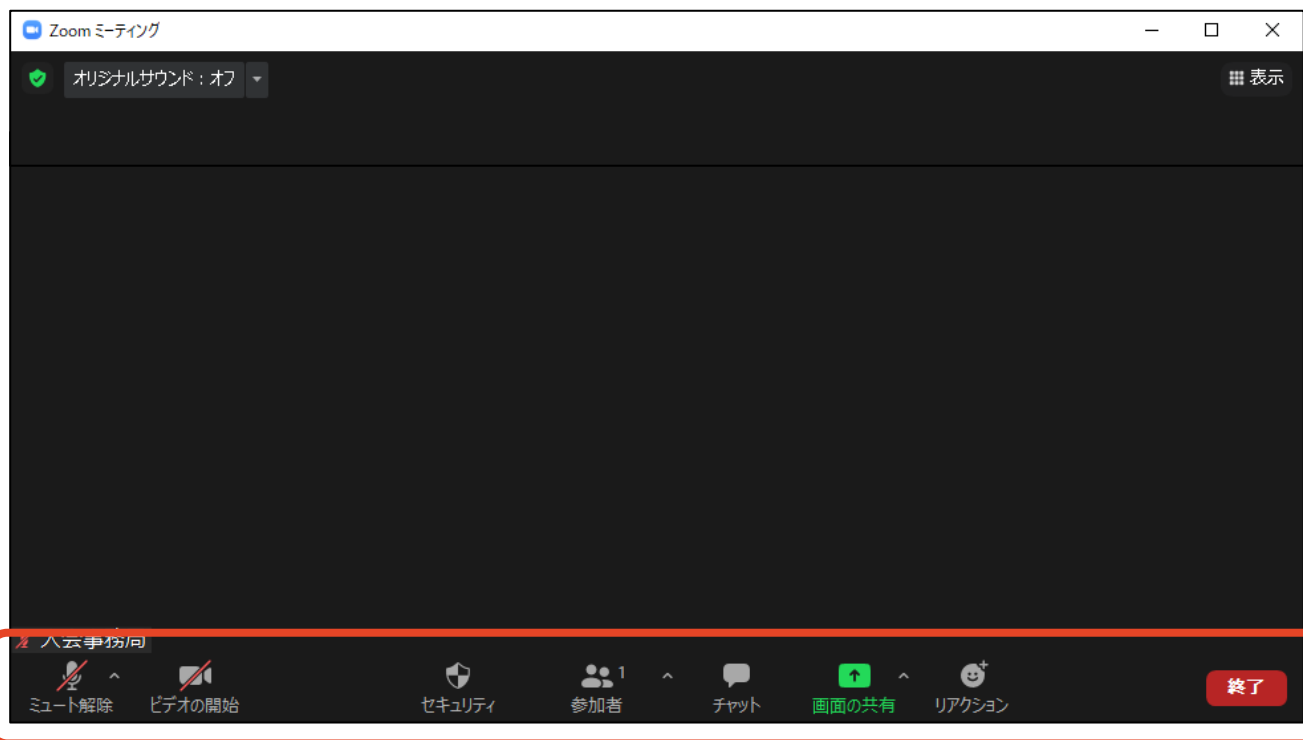 Zoom ミーティング
オリジナルサウンド：オフ
表示
大会事務局
ミュート解除
ビデオの開始
セキュリティ
参加者
1
チャット
画面の共有
リアクション
終了